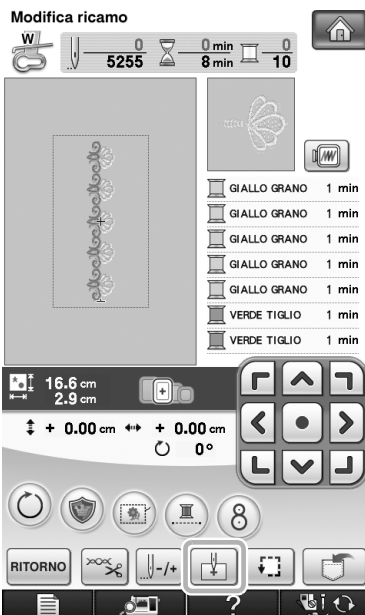 Modifica ricamo
W
0 0 min 0
5255 8 min 10
GIALLO GRANO 1 min
GIALLO GRANO 1 min
GIALLO GRANO 1 min
GIALLO GRANO 1 min
GIALLO GRANO 1 min
VERDE TIGLIO 1 min
VERDE TIGLIO 1 min
16.6 cm
2.9 cm
+ 0.00 cm + 0.00 cm
0°
8
RITORNO -/+
?